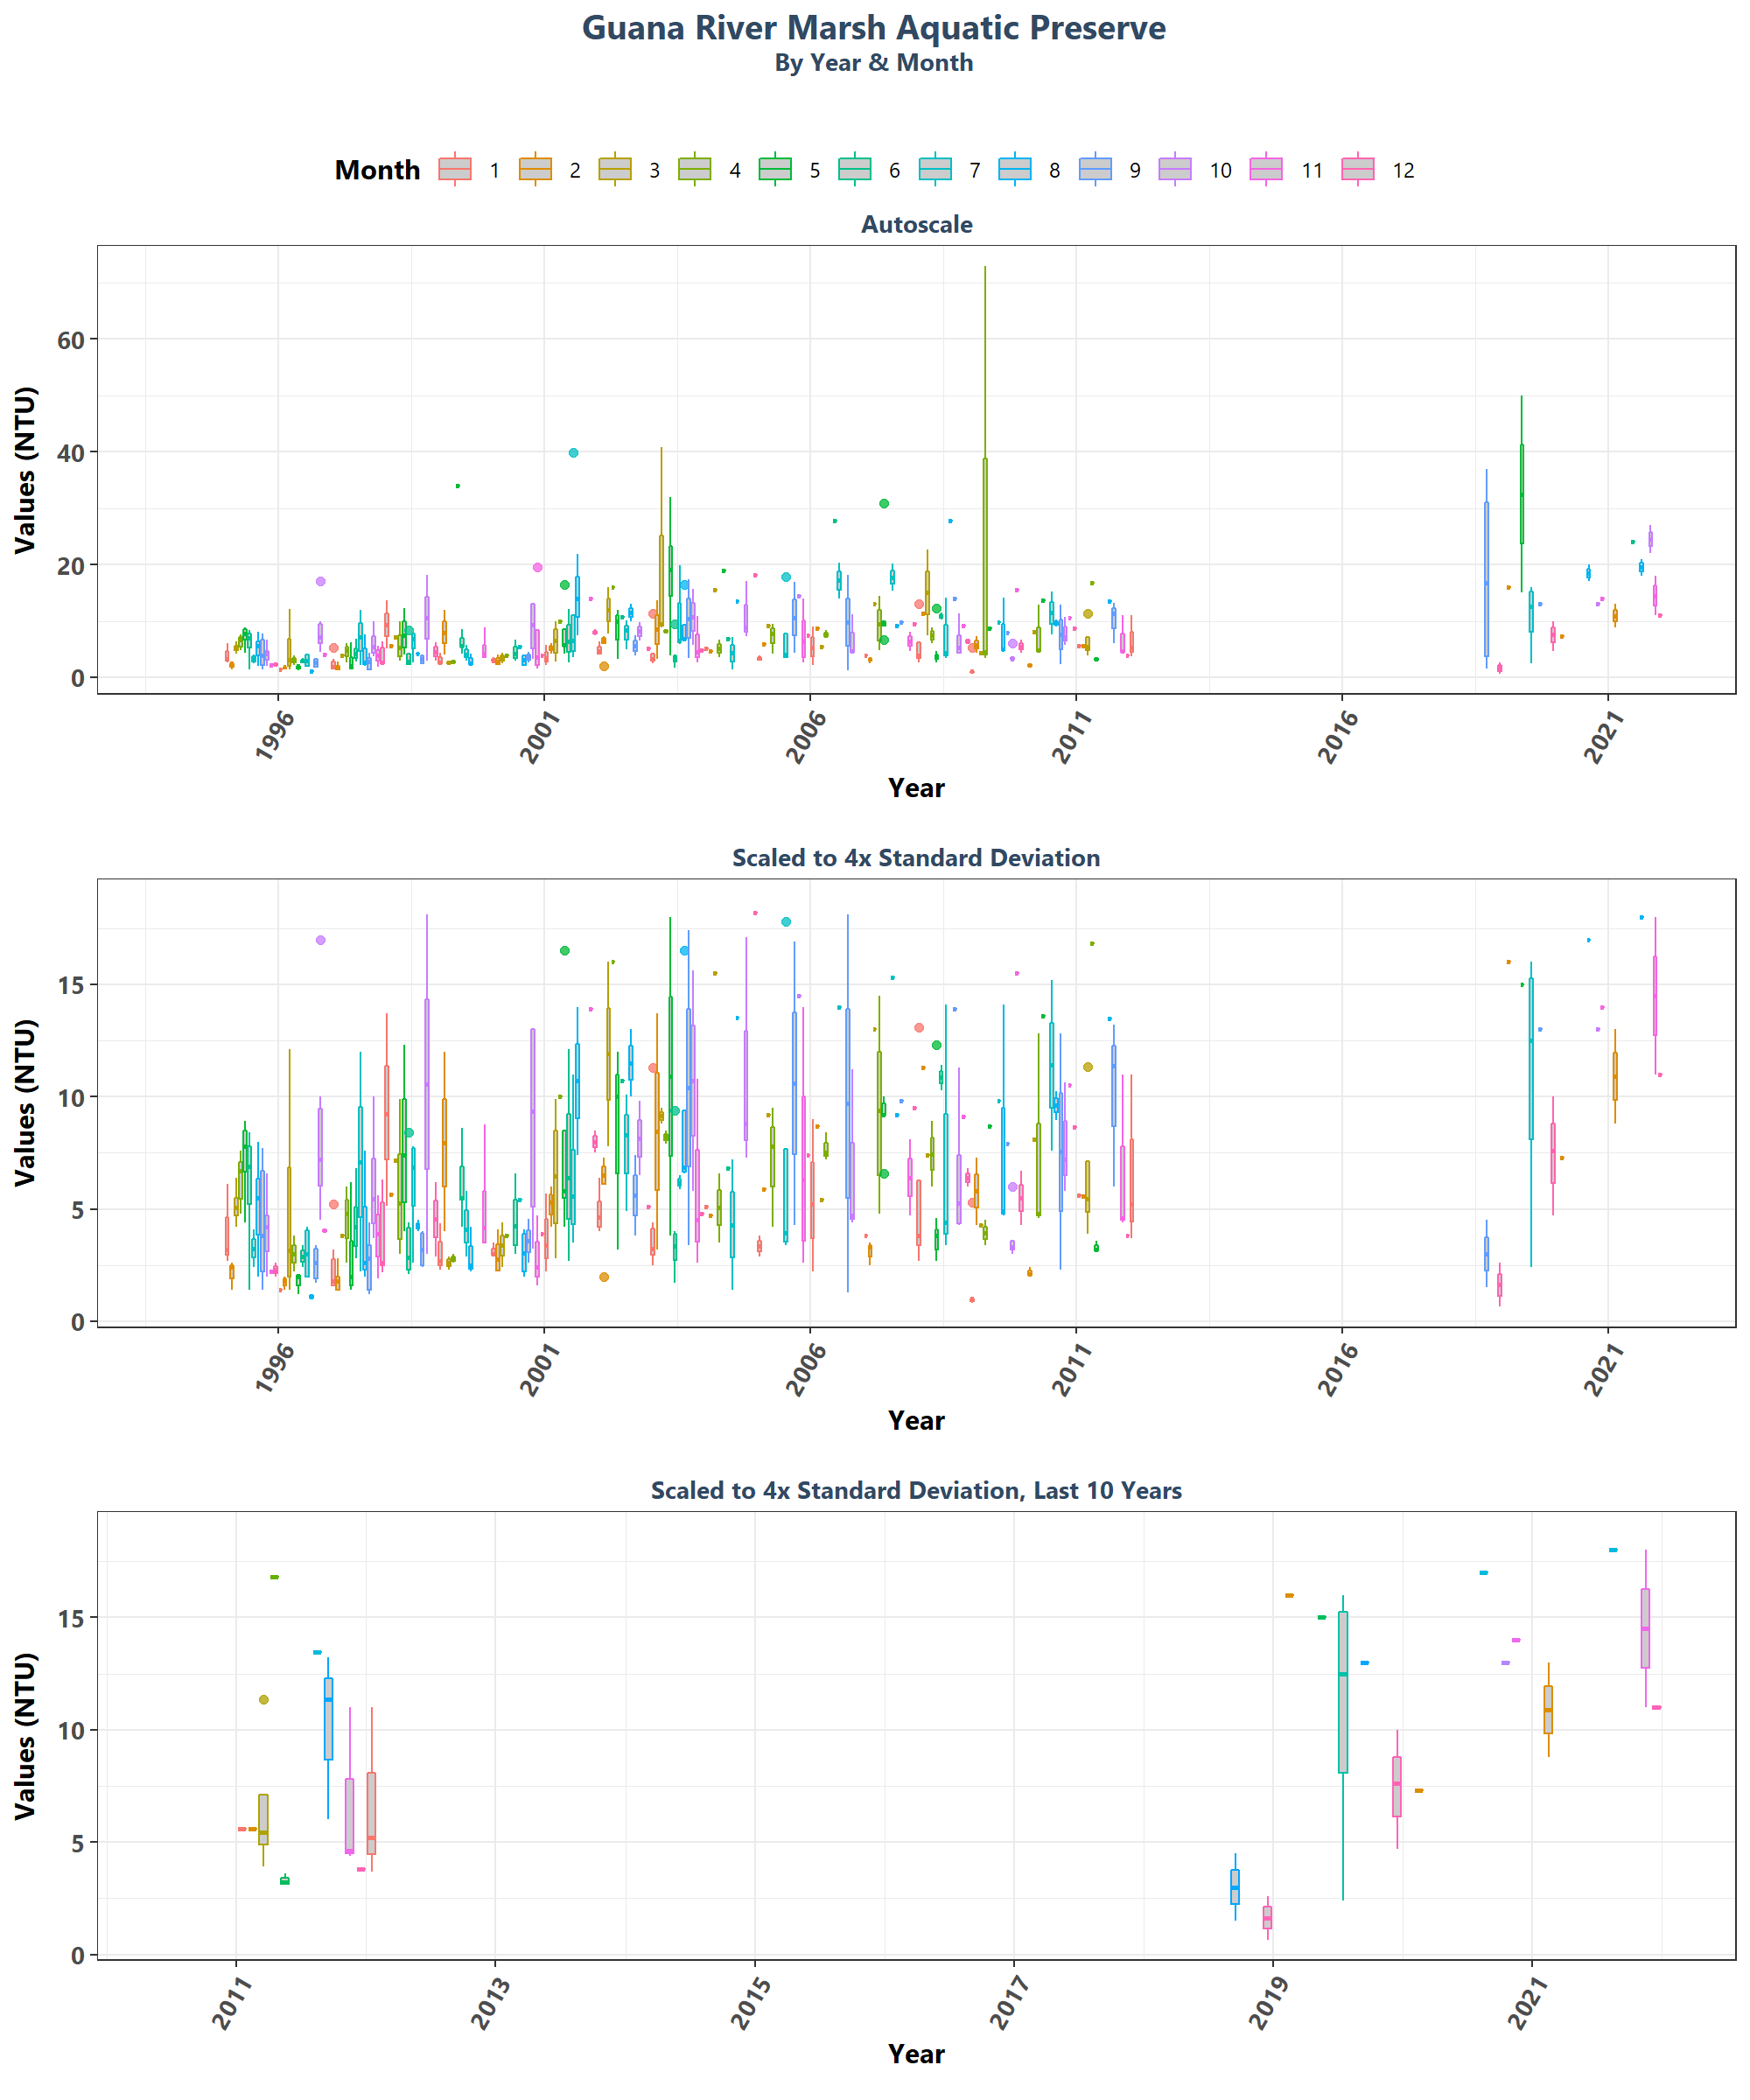 Guana River Marsh Aquatic Preserve
By Year & Month
Month 1 2 3 4 5 6 7 8 9 10 11 12
Autoscale
Values (NTU)
60
40
20
0
1996 2001 2006 2011 2016 2021
Year
Scaled to 4x Standard Deviation
Values (NTU)
15
10
5
0
1996 2001 2006 2011 2016 2021
Year
Scaled to 4x Standard Deviation, Last 10 Years
Values (NTU)
15
10
5
0
2011 2013 2015 2017 2019 2021
Year